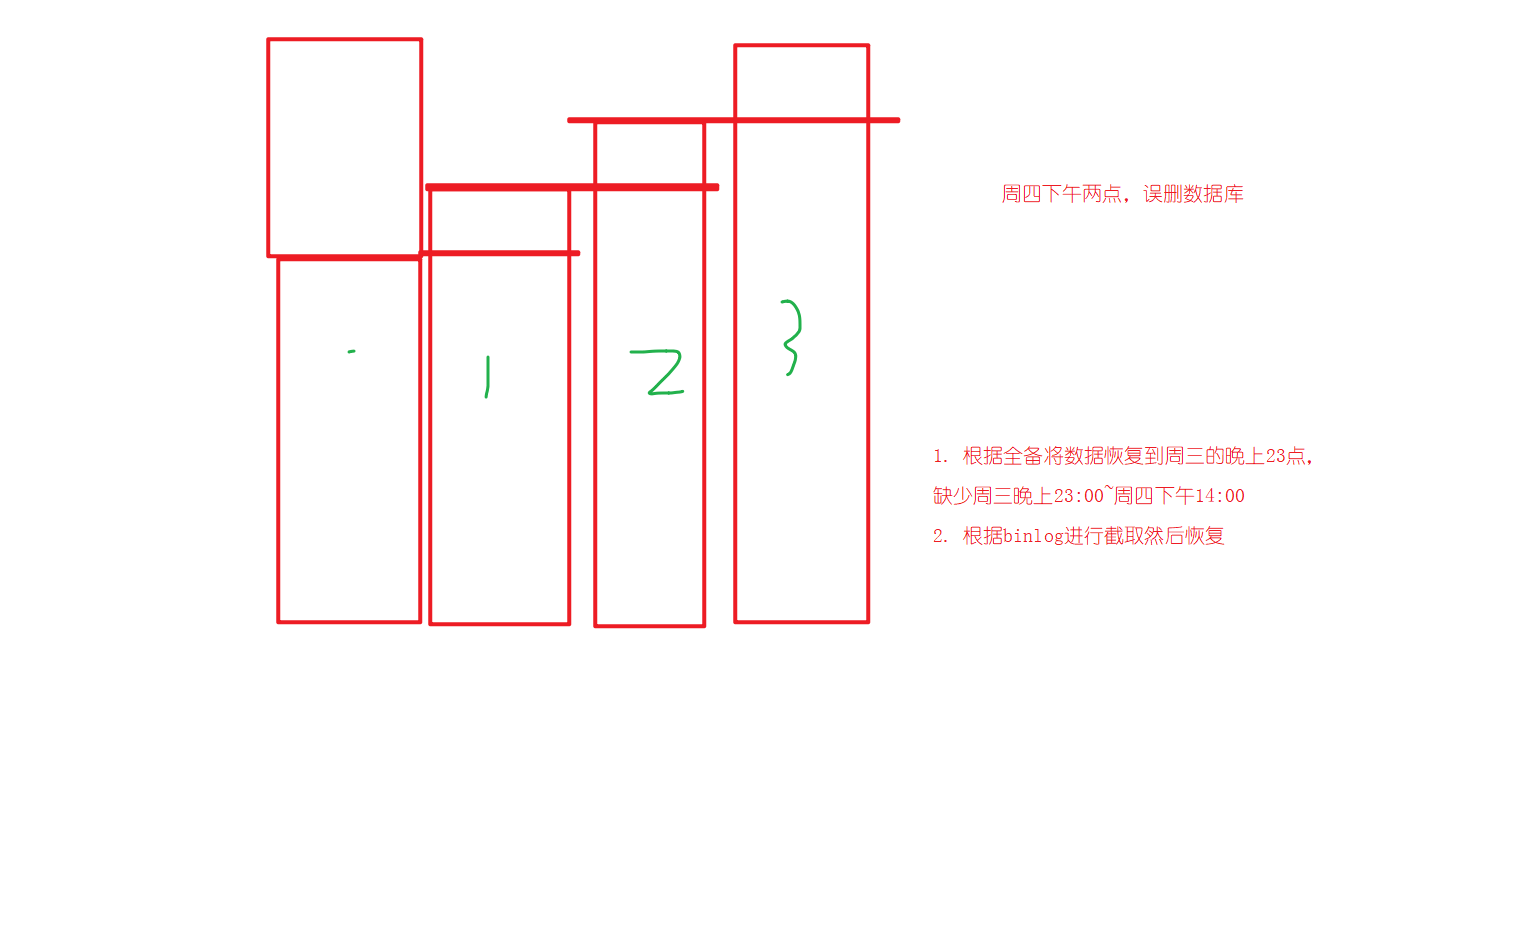 周四下午两点，误删数据库
1
2
3
1. 根据全备将数据恢复到周三的晚上23点，
缺少周三晚上23:00~周四下午14:00
2. 根据binlog进行截取然后恢复